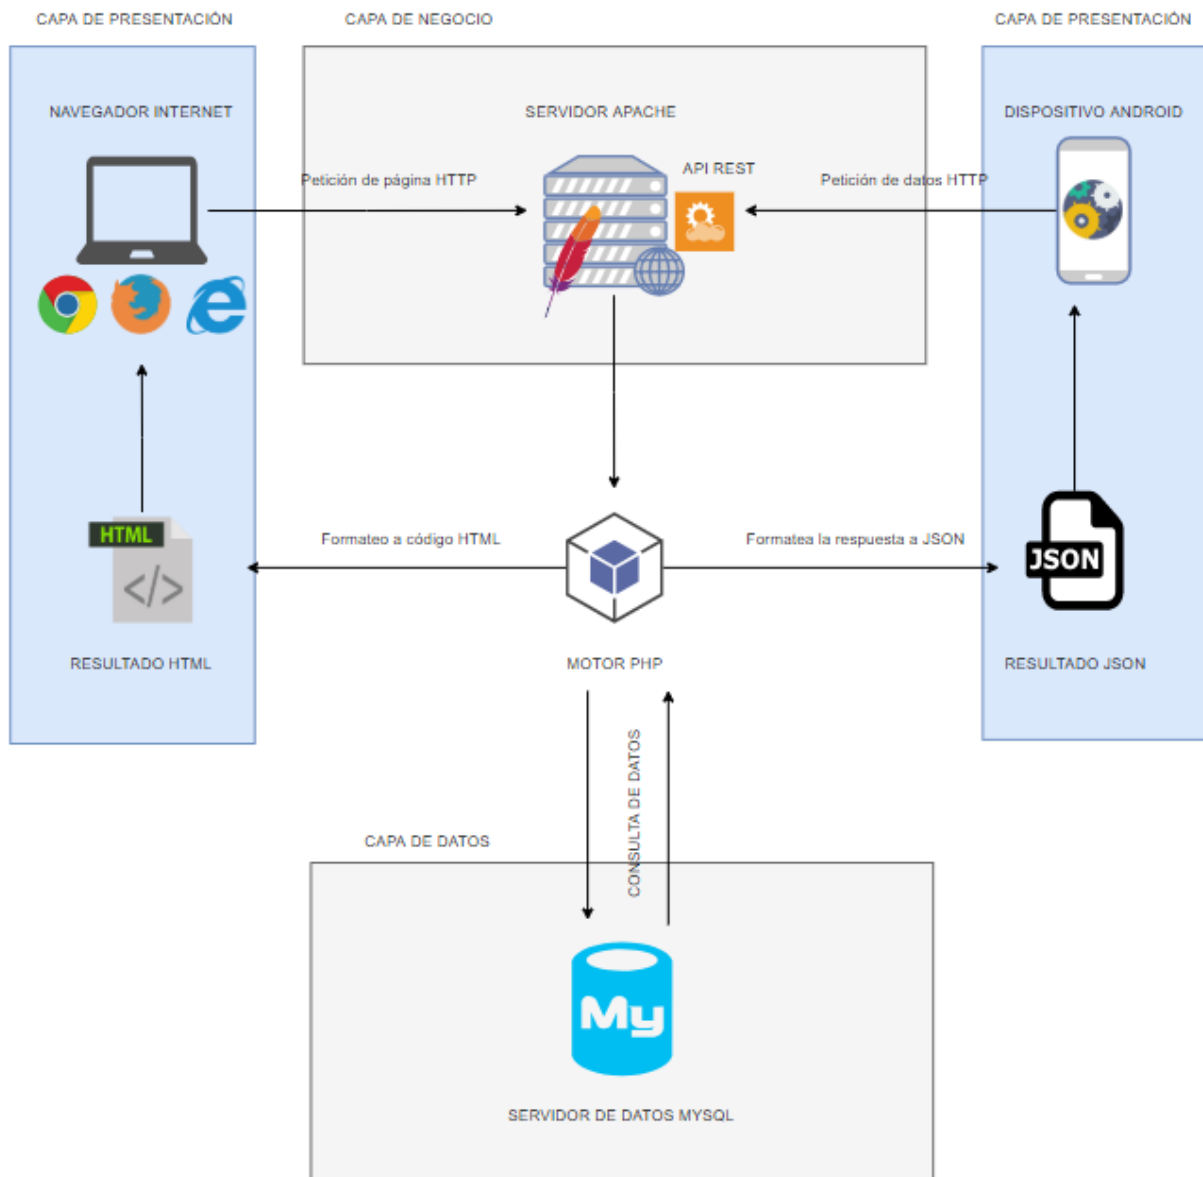 CAPA DE PRESENTACIÓN
CAPA DE NEGOCIO
CAPA DE PRESENTACIÓN
NAVEGADOR INTERNET
SERVIDOR APACHE
DISPOSITIVO ANDROID
API REST
Petición de página HTTP
Petición de datos HTTP
HTML
</>
Formateo a código HTML
Formatea la respuesta a JSON
JSON
RESULTADO HTML
MOTOR PHP
RESULTADO JSON
CONSULTA DE DATOS
CAPA DE DATOS
My
SERVIDOR DE DATOS MYSQL